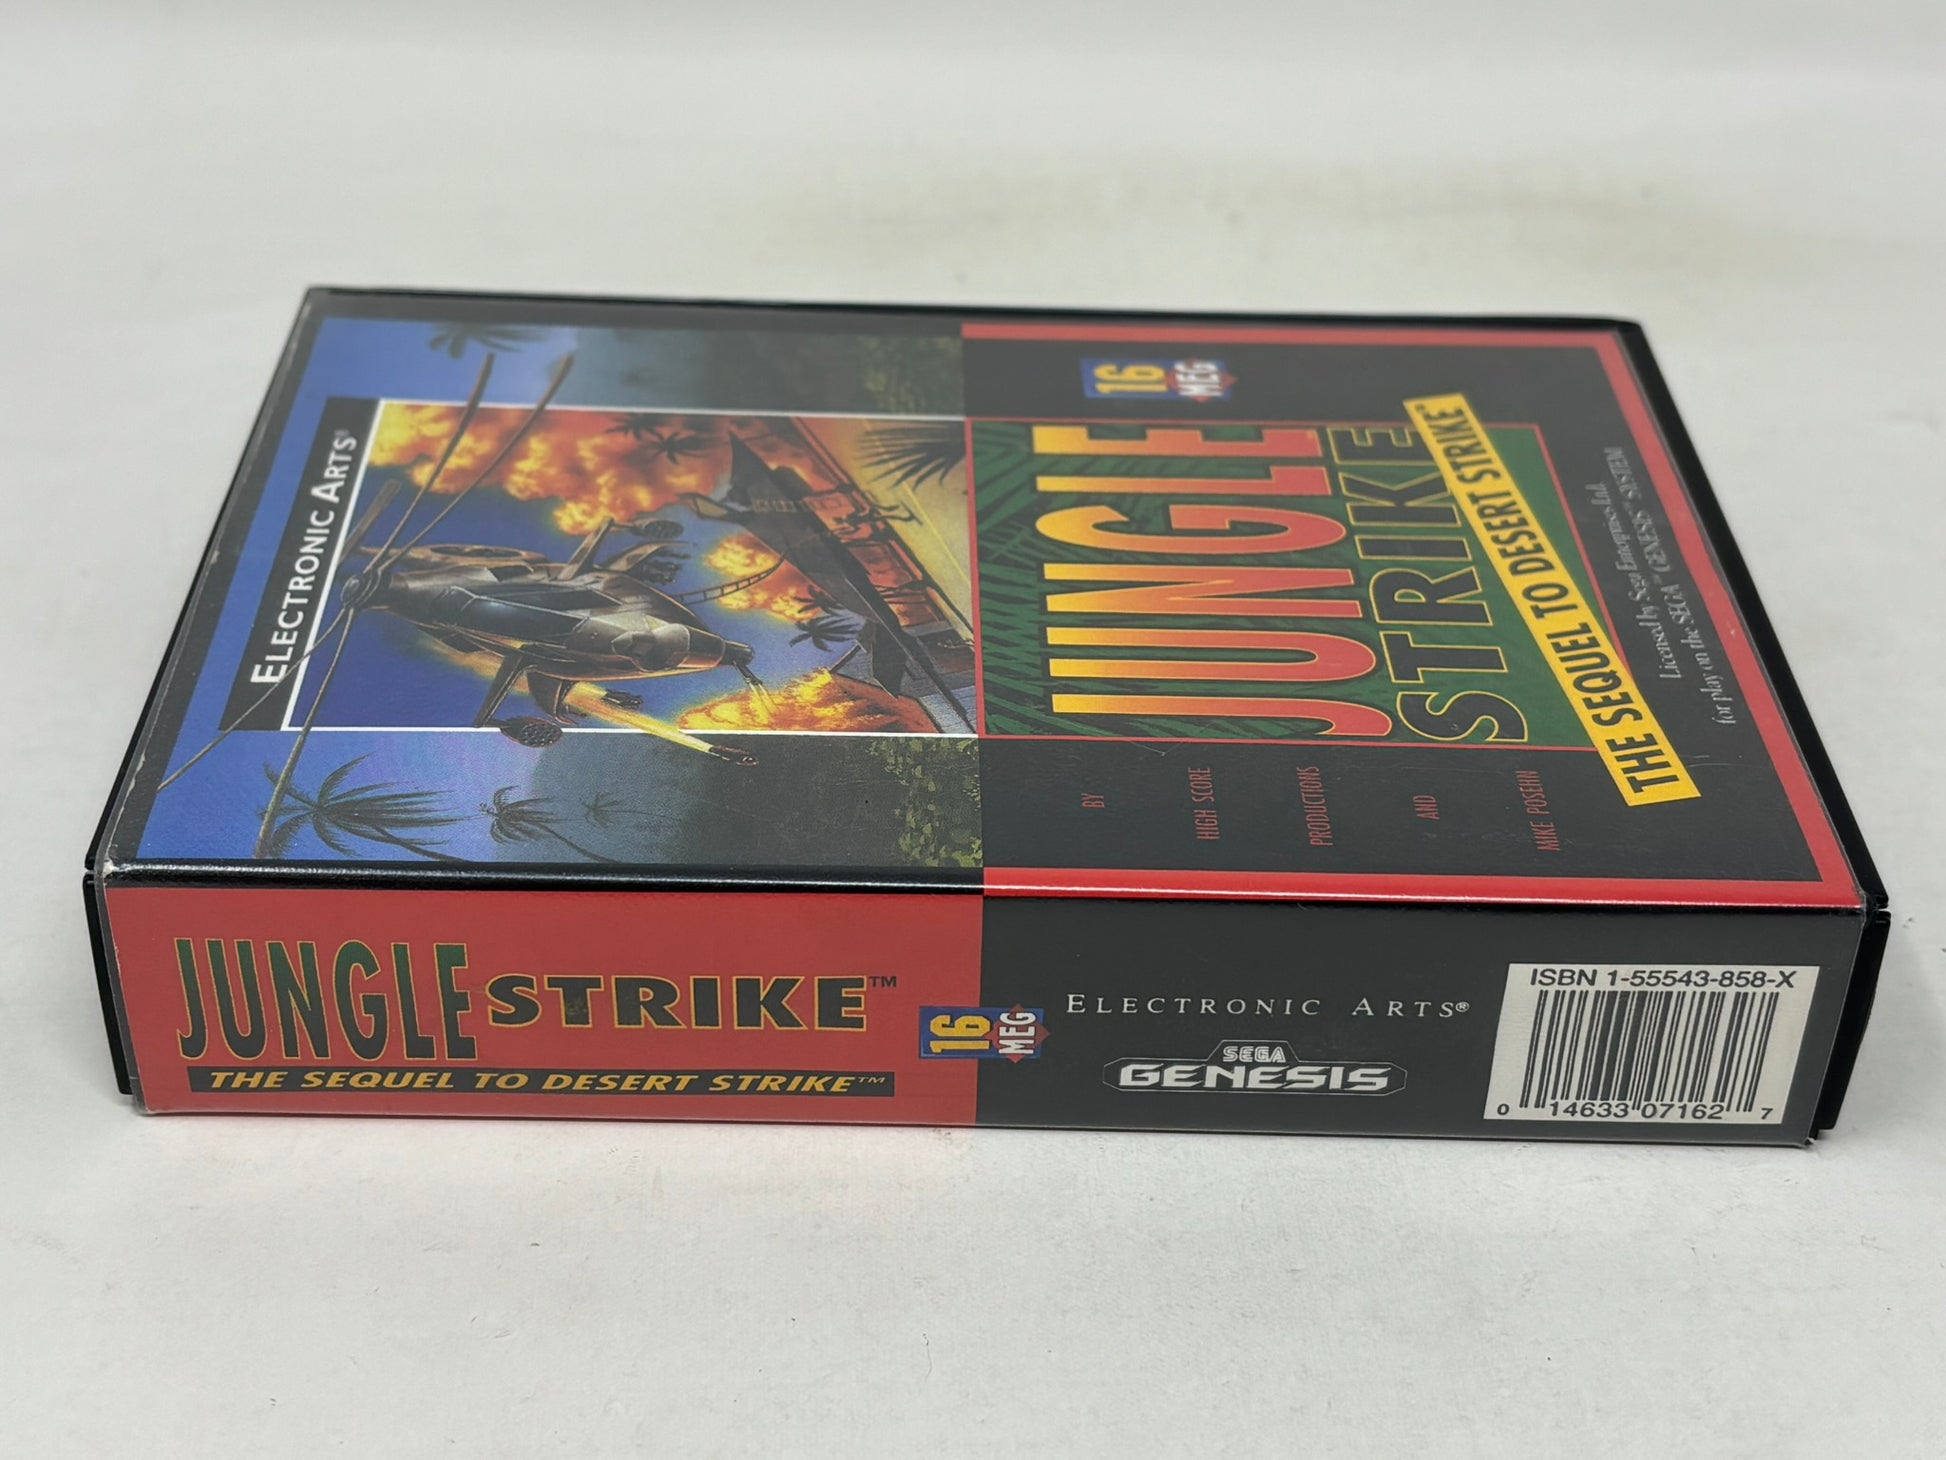 ELECTRONIC ARTS®
16
MEG
JUNGLE
STRIKE™
THE SEQUEL TO DESERT STRIKE™
BY
HIGH SCORE
PRODUCTIONS
AND
MIKE POSEHN
Licensed by Sega Enterprises Ltd.
for play on the SEGA™ GENESIS™ SYSTEM
JUNGLE STRIKE™
THE SEQUEL TO DESERT STRIKE™
16
MEG
ELECTRONIC ARTS®
SEGA
GENESIS
ISBN 1-55543-858-X
0 14633 07162 7